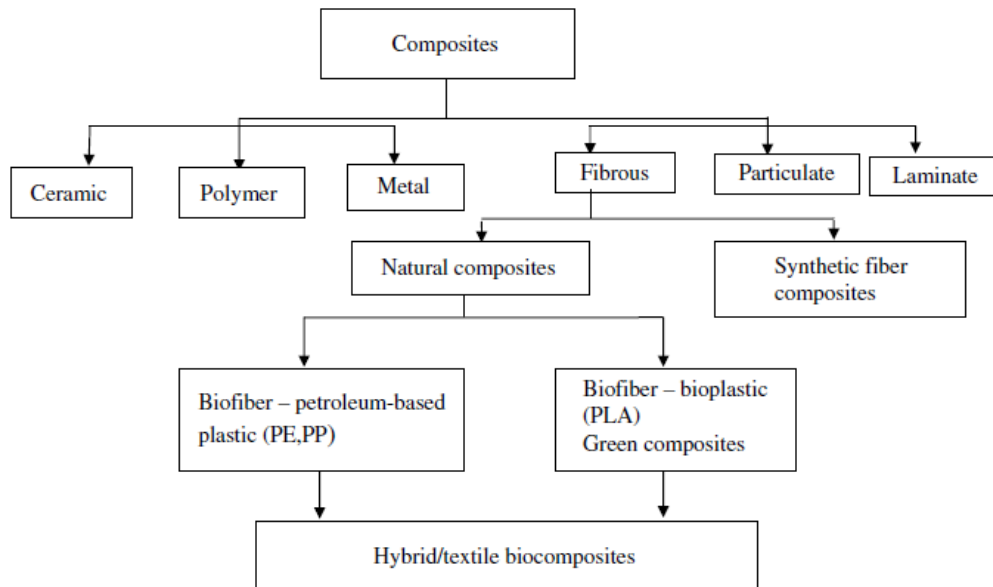 Composites
Ceramic
Polymer
Metal
Fibrous
Particulate
Laminate
Natural composites
Synthetic fiber
composites
Biofiber – petroleum-based
plastic (PE,PP)
Biofiber – bioplastic
(PLA)
Green composites
Hybrid/textile biocomposites